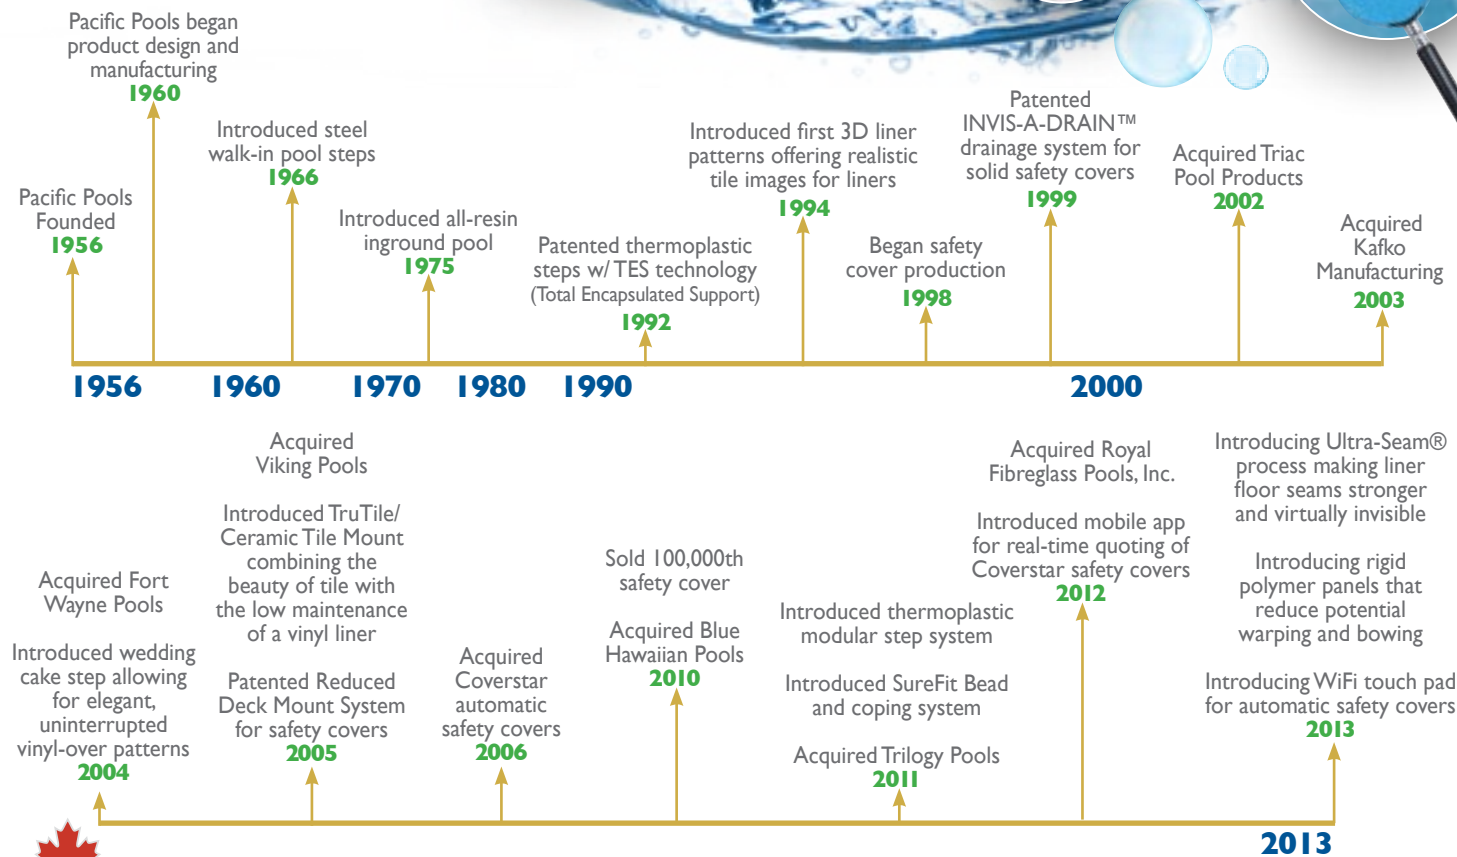 Pacific Pools began
product design and
manufacturing
1960
Introduced steel
walk-in pool steps
1966
Pacific Pools
Founded
1956
Introduced all-resin
inground pool
1975
Patented thermoplastic
steps w/ TES technology
(Total Encapsulated Support)
1992
Introduced first 3D liner
patterns offering realistic
tile images for liners
1994
Began safety
cover production
1998
Patented
INVIS-A-DRAIN™
drainage system for
solid safety covers
1999
Acquired Triac
Pool Products
2002
Acquired
Kafko
Manufacturing
2003
1956 1960 1970 1980 1990 2000
Acquired Fort
Wayne Pools
Introduced wedding
cake step allowing
for elegant,
uninterrupted
vinyl-over patterns
2004
Acquired
Viking Pools
Introduced TruTile/
Ceramic Tile Mount
combining the
beauty of tile with
the low maintenance
of a vinyl liner
Patented Reduced
Deck Mount System
for safety covers
2005
Acquired
Coverstar
automatic
safety covers
2006
Sold 100,000th
safety cover
Acquired Blue
Hawaiian Pools
2010
Introduced thermoplastic
modular step system
Introduced SureFit Bead
and coping system
Acquired Trilogy Pools
2011
Acquired Royal
Fibreglass Pools, Inc.
Introduced mobile app
for real-time quoting of
Coverstar safety covers
2012
Introducing Ultra-Seam®
process making liner
floor seams stronger
and virtually invisible
Introducing rigid
polymer panels that
reduce potential
warping and bowing
Introducing WiFi touch pad
for automatic safety covers
2013
2013